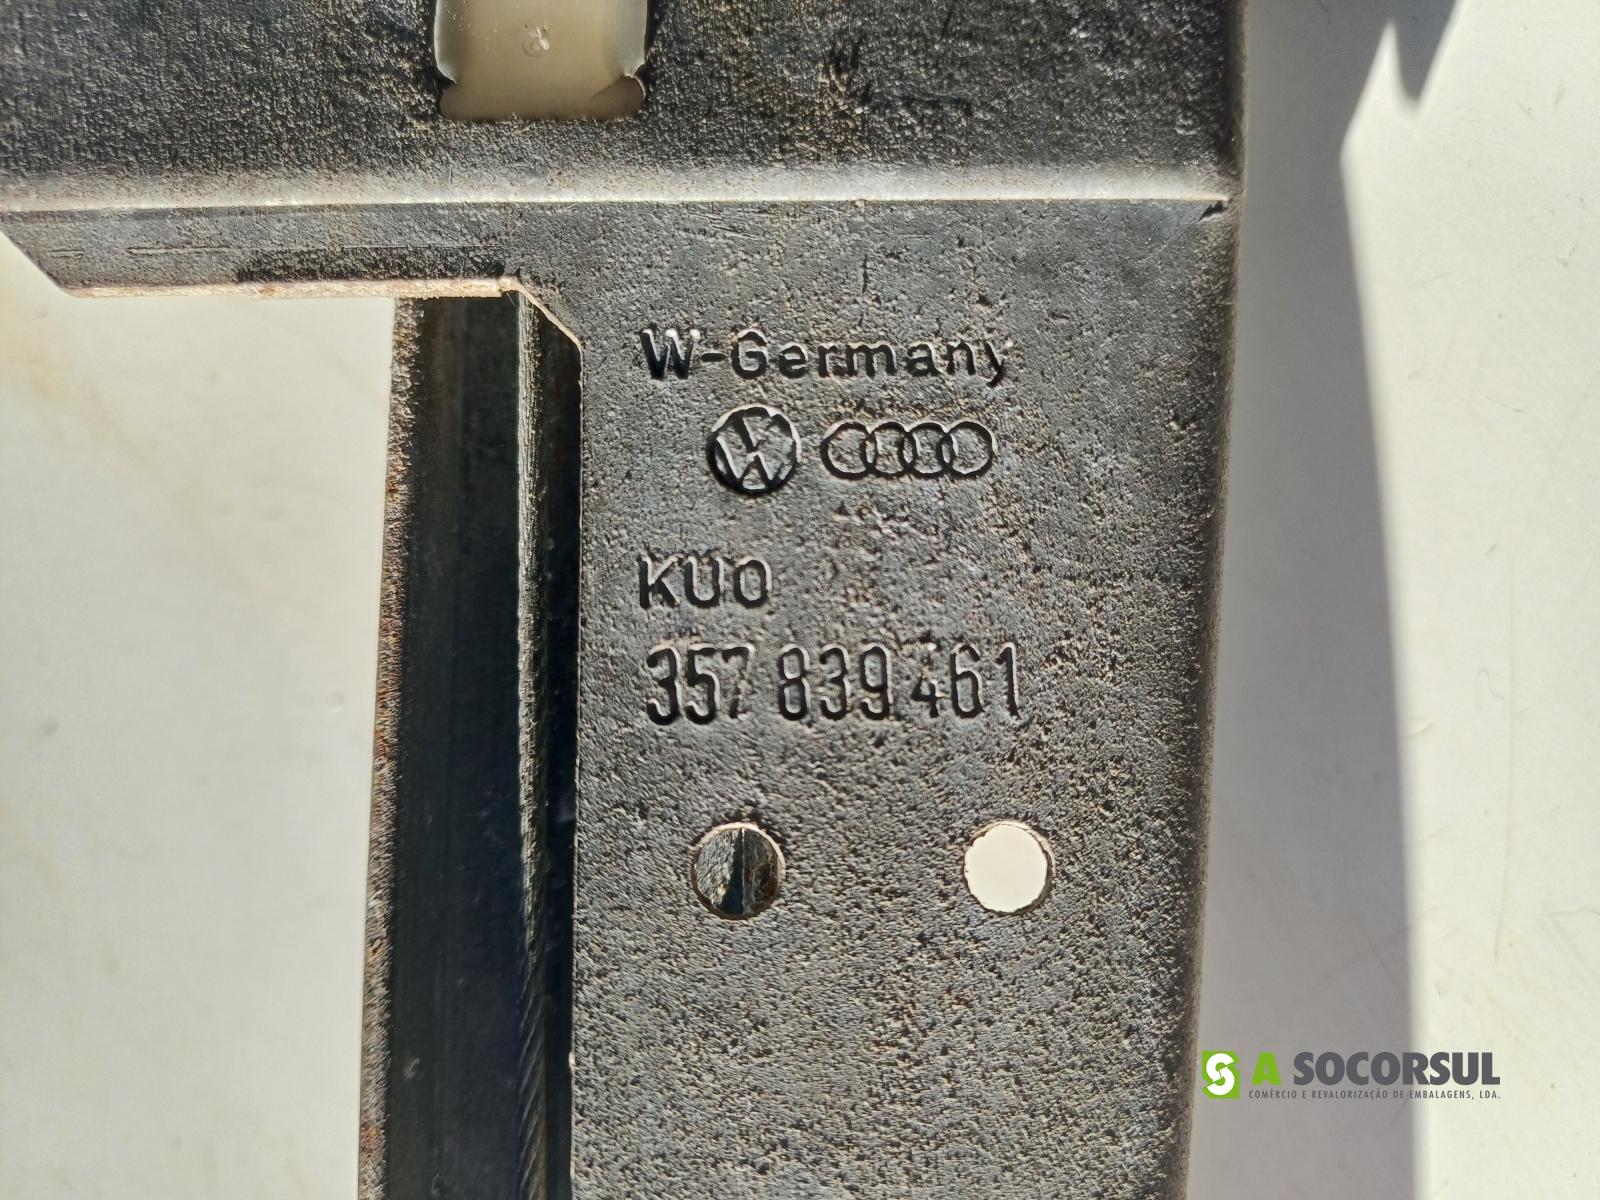 W-Germany
KUO
357 839 461
A SOCORSUL
COMÉRCIO E REVALORIZAÇÃO DE EMBALAGENS, LDA.